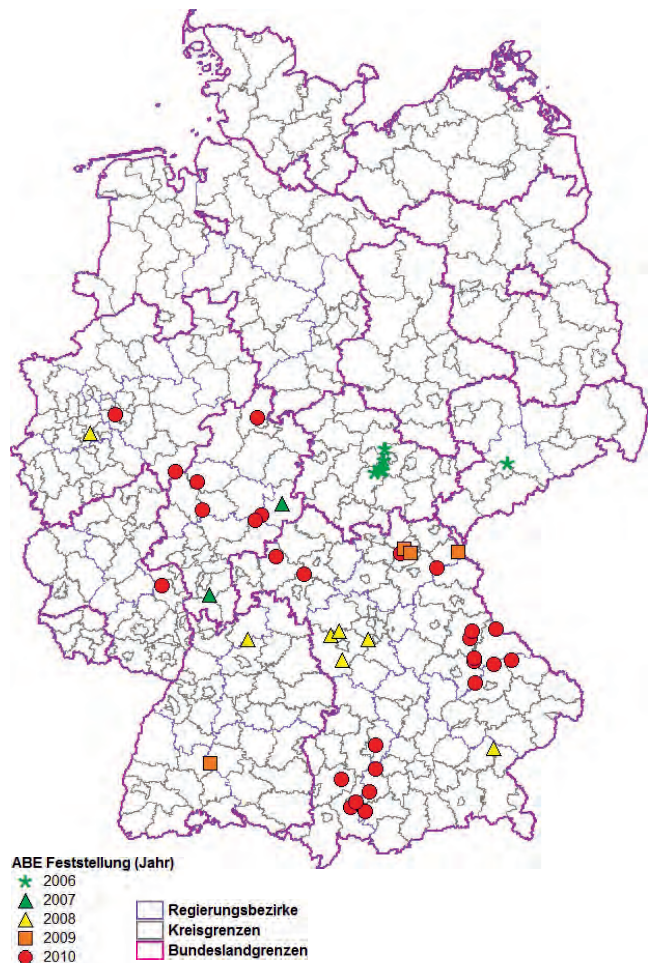 ABE Feststellung (Jahr)
2006
2007
2008
2009
2010
Regierungsbezirke
Kreisgrenzen
Bundeslandgrenzen